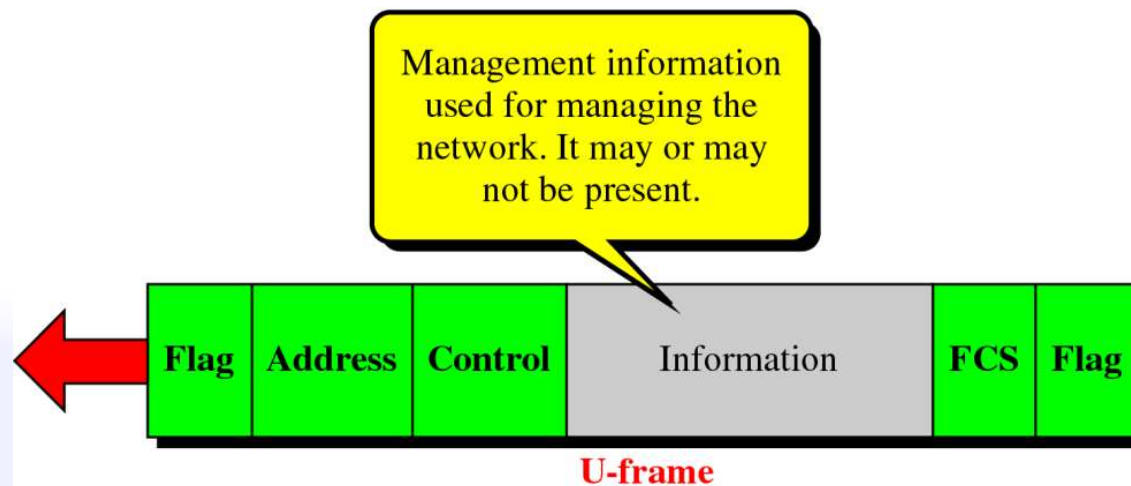 Management information
used for managing the
network. It may or may
not be present.
Flag Address Control Information FCS Flag
U-frame